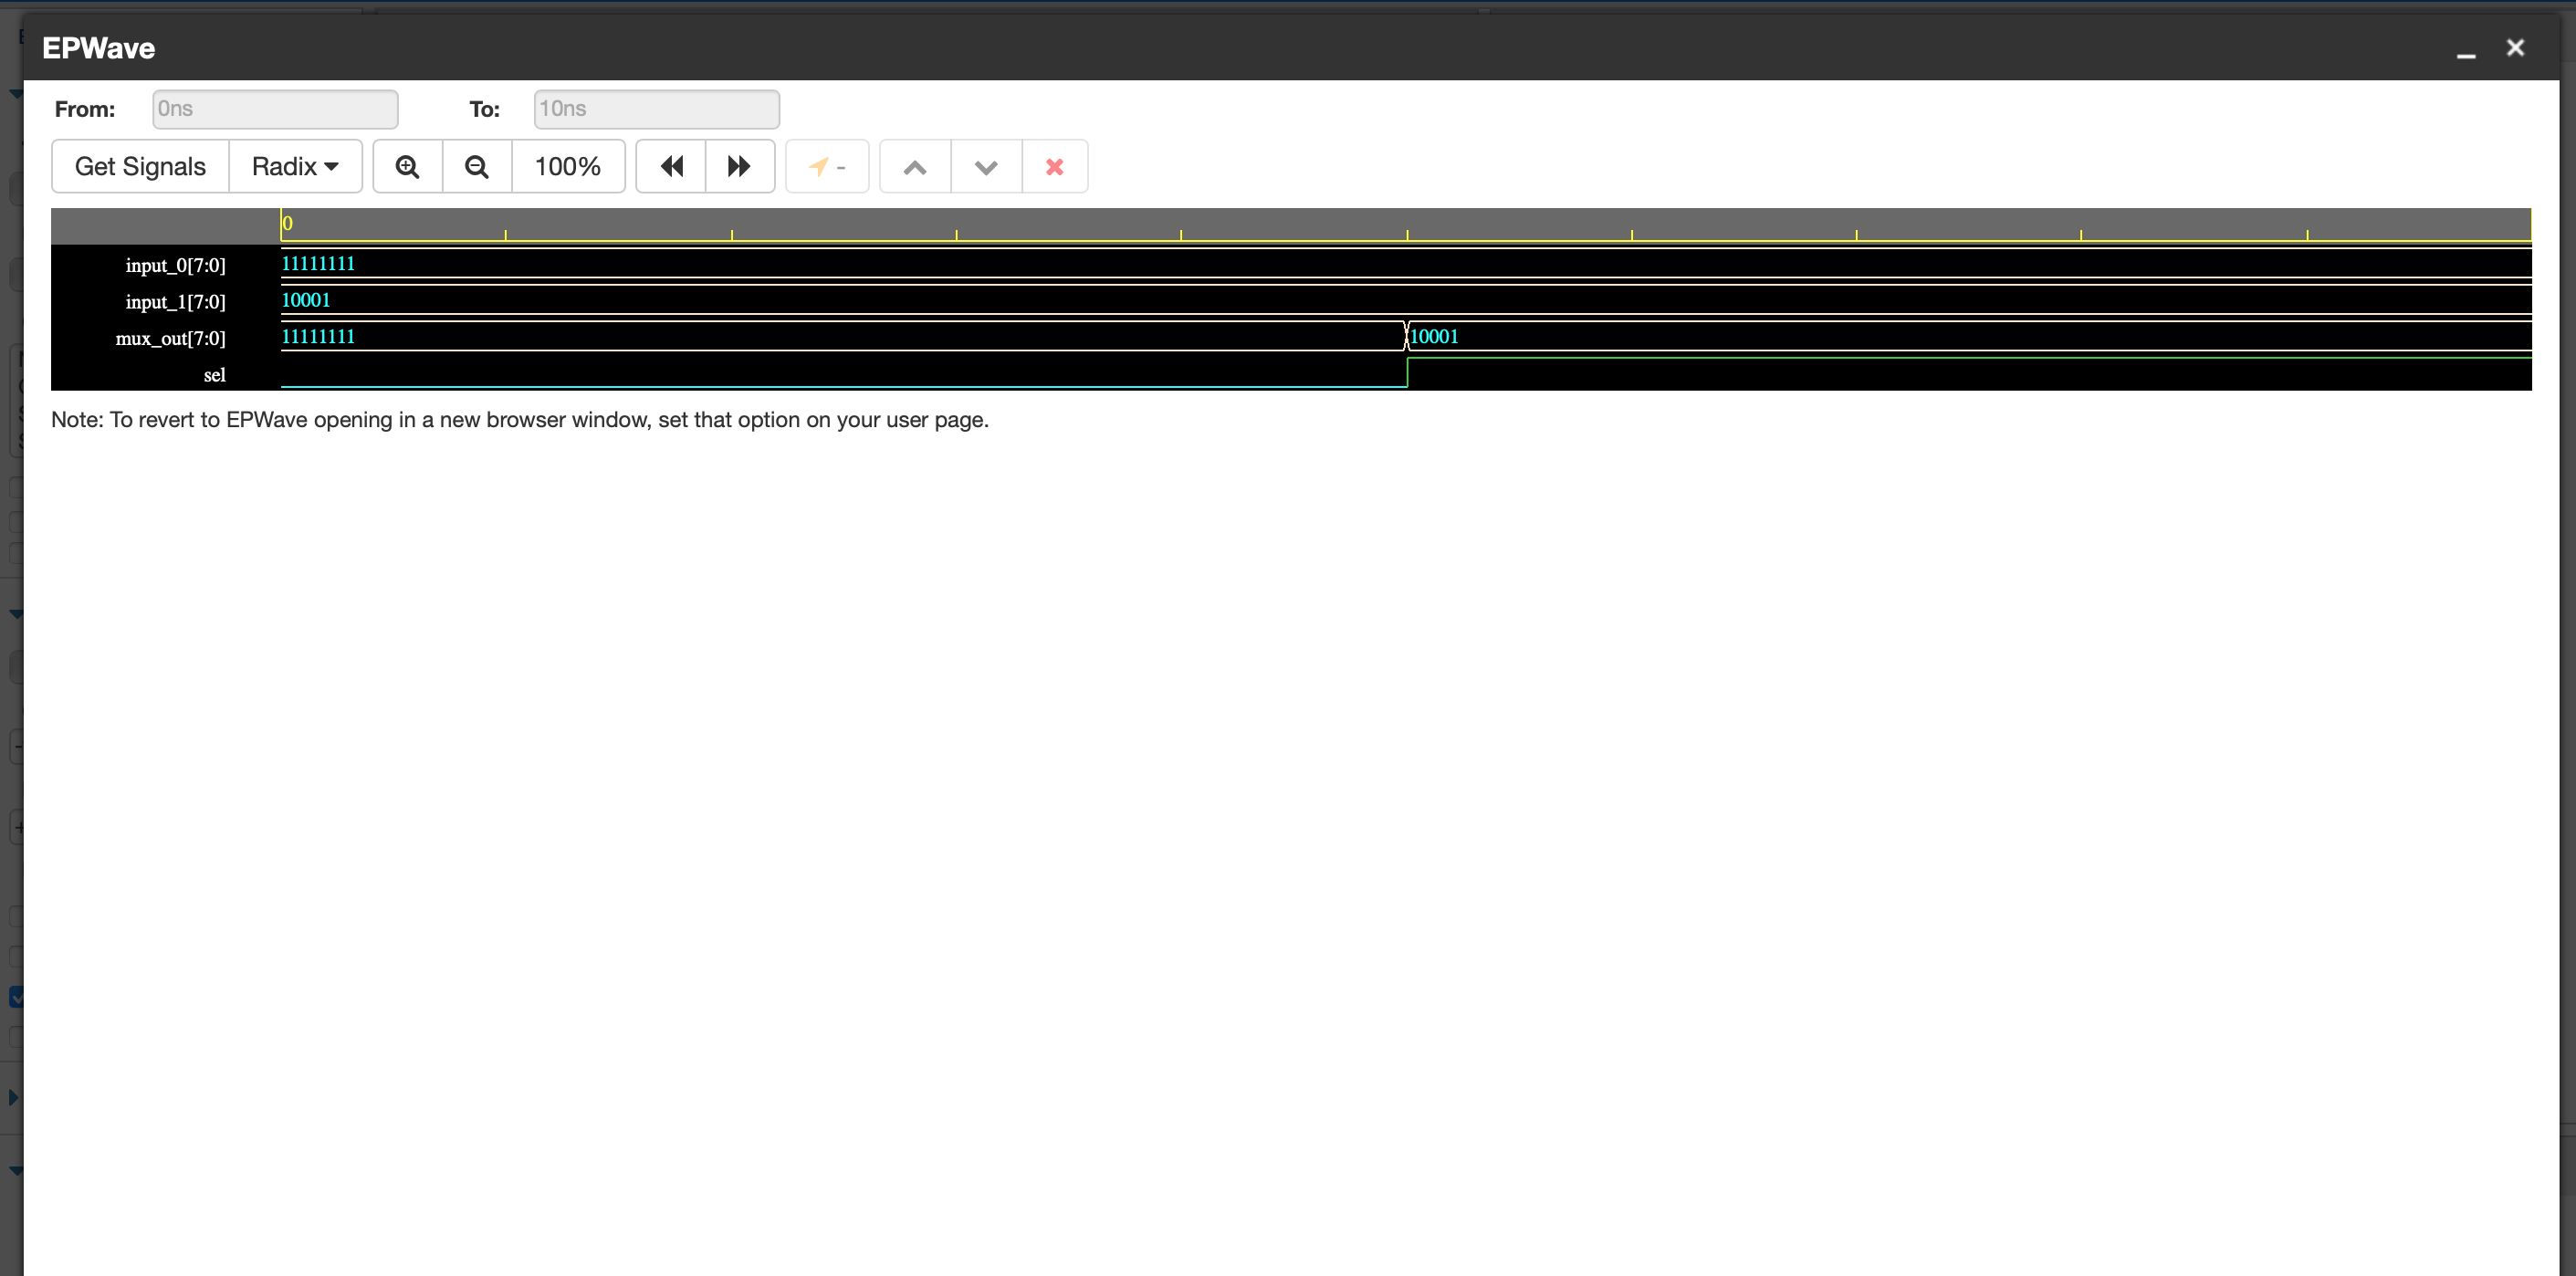 EPWave
From: 0ns To: 10ns
Get Signals Radix 100% -
0
input_0[7:0] 11111111
input_1[7:0] 10001
mux_out[7:0] 11111111 10001
sel
Note: To revert to EPWave opening in a new browser window, set that option on your user page.